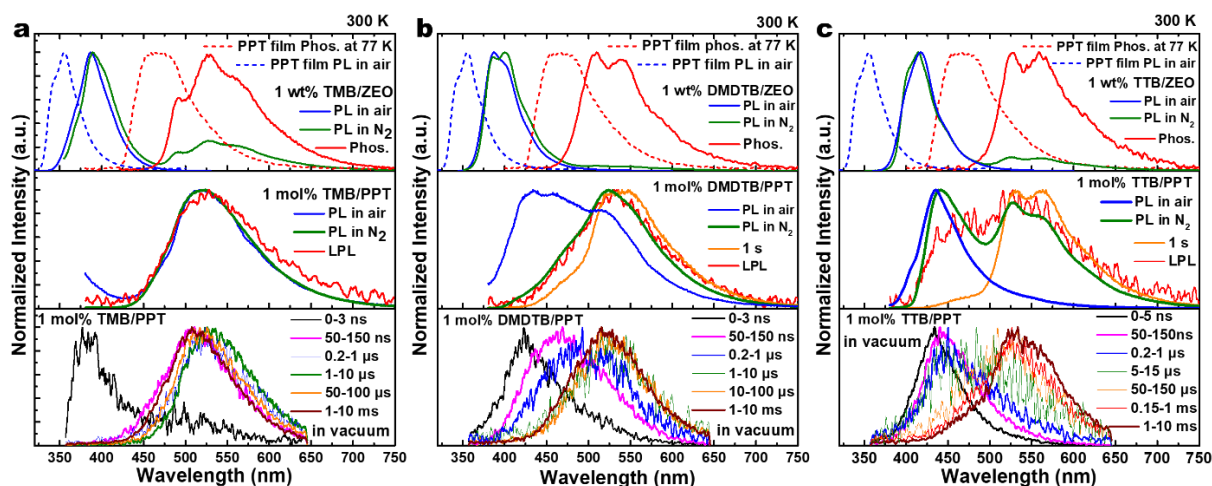 a
300 K
PPT film Phos. at 77 K
PPT film PL in air
1 wt% TMB/ZEO
PL in air
PL in N2
Phos.
1 mol% TMB/PPT
PL in air
PL in N2
LPL
1 mol% TMB/PPT
0-3 ns
50-150 ns
0.2-1 µs
1-10 µs
50-100 µs
1-10 ms
in vacuum
Normalized Intensity (a.u.)
350 400 450 500 550 600 650 700 750
Wavelength (nm)
b
300 K
PPT film phos. at 77 K
PPT film PL in air
1 wt% DMDTB/ZEO
PL in air
PL in N2
Phos.
1 mol% DMDTB/PPT
PL in air
PL in N2
1 s
LPL
1 mol% DMDTB/PPT
0-3 ns
50-150 ns
0.2-1 µs
1-10 µs
10-100 µs
1-10 ms
in vacuum
Normalized Intensity (a.u.)
350 400 450 500 550 600 650 700 750
Wavelength (nm)
c
300 K
PPT film Phos. at 77 K
PPT film PL in air
1 wt% TTB/ZEO
PL in air
PL in N2
Phos.
1 mol% TTB/PPT
PL in air
PL in N2
1 s
LPL
1 mol% TTB/PPT
in vacuum
0-5 ns
50-150ns
0.2-1 µs
5-15 µs
50-150 µs
0.15-1 ms
1-10 ms
Normalized Intensity (a.u.)
350 400 450 500 550 600 650 700 750
Wavelength (nm)